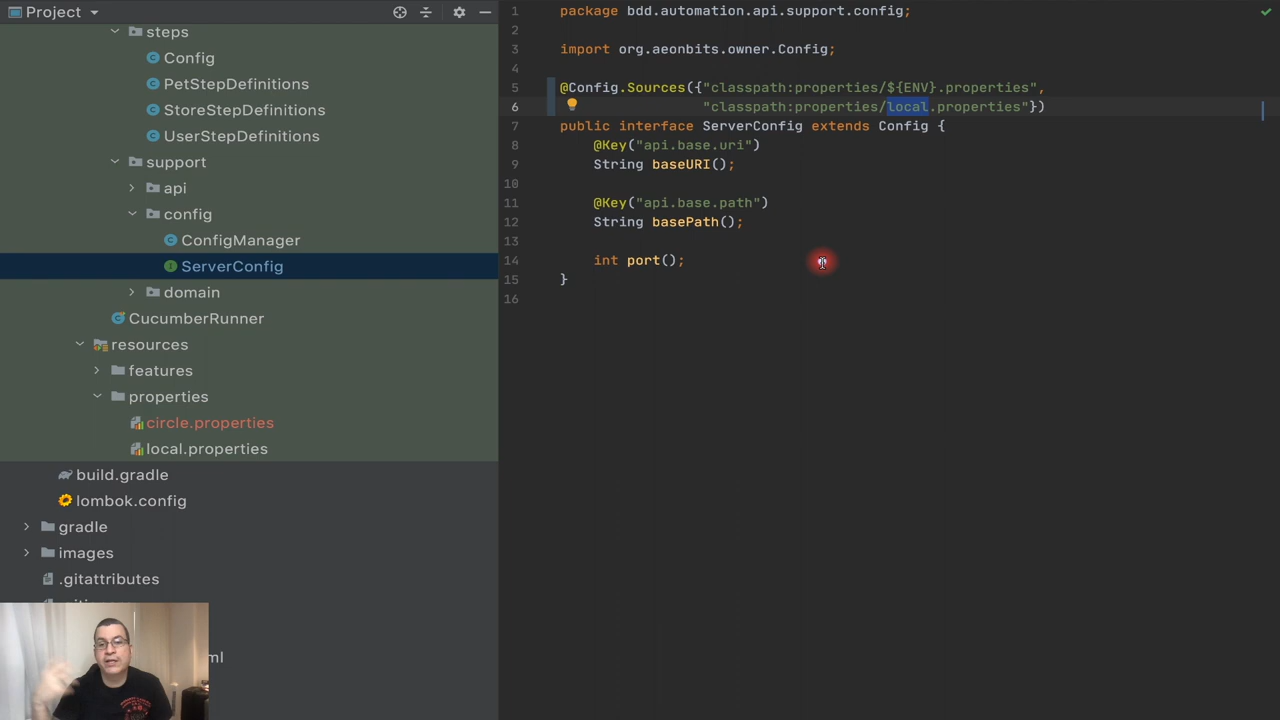 Project
steps
Config
PetStepDefinitions
StoreStepDefinitions
UserStepDefinitions
support
api
config
ConfigManager
ServerConfig
domain
CucumberRunner
resources
features
properties
circle.properties
local.properties
build.gradle
lombok.config
gradle
images
.gitattributes
ml
1 package bdd.automation.api.support.config;
2
3 import org.aeonbits.owner.Config;
4
5 @Config.Sources({"classpath:properties/${ENV}.properties",
6 "classpath:properties/local.properties"})
7 public interface ServerConfig extends Config {
8 @Key("api.base.uri")
9 String baseURI();
10
11 @Key("api.base.path")
12 String basePath();
13
14 int port();
15 }
16